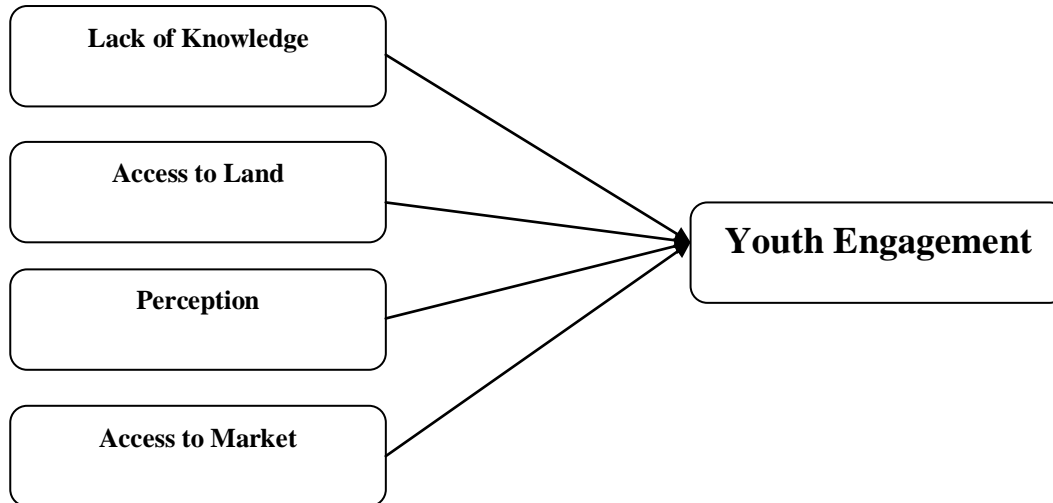 Lack of Knowledge
Access to Land
Perception
Access to Market
Youth Engagement